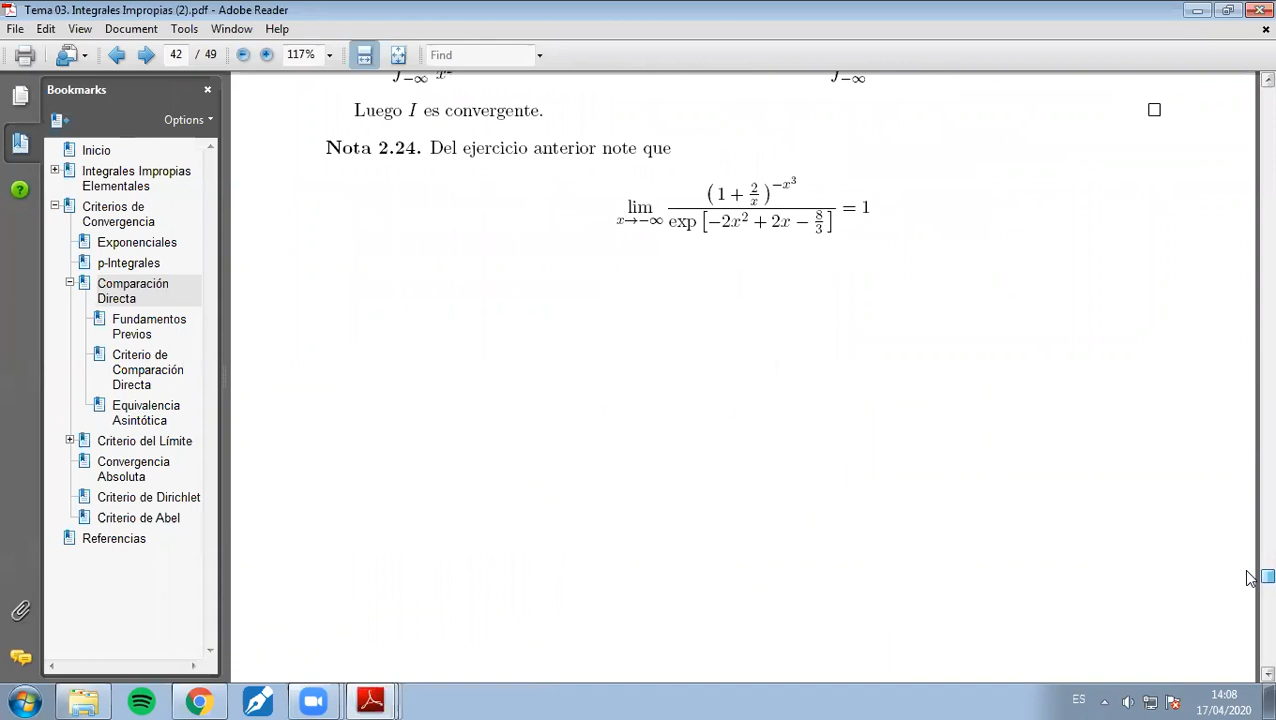 Tema 03. Integrales Impropias (2).pdf - Adobe Reader
File Edit View Document Tools Window Help
42 / 49 117% Find
Bookmarks
Options
Inicio
Integrales Impropias
Elementales
Criterios de
Convergencia
Exponenciales
p-Integrales
Comparación
Directa
Fundamentos
Previos
Criterio de
Comparación
Directa
Equivalencia
Asintótica
Criterio del Límite
Convergencia
Absoluta
Criterio de Dirichlet
Criterio de Abel
Referencias
Luego I es convergente. □
Nota 2.24. Del ejercicio anterior note que
lim x→−∞ (1 + 2/x)^{−x³} / exp [−2x² + 2x − 8/3] = 1
ES
14:08
17/04/2020